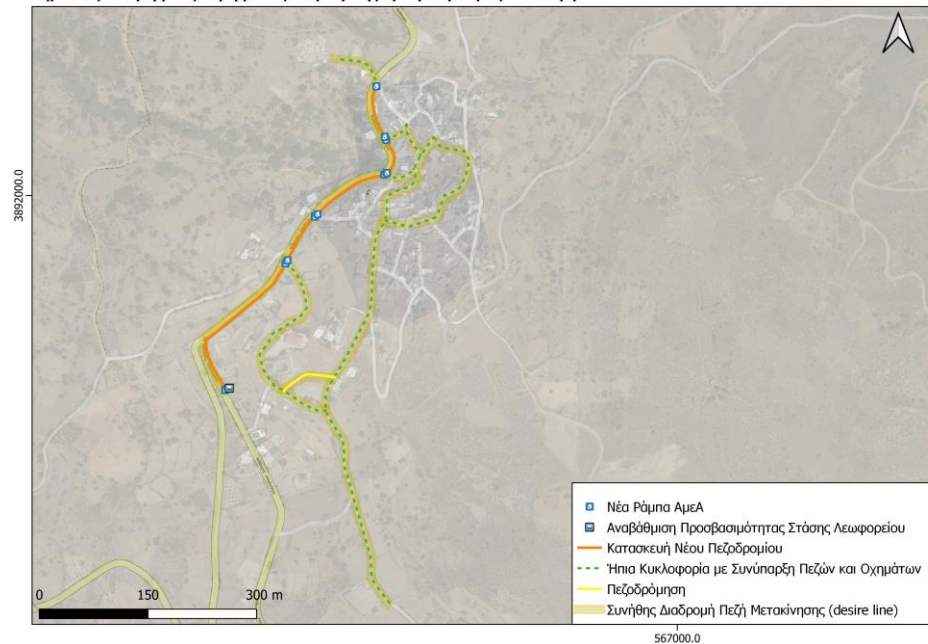 3892000.0
Νέα Ράμπα ΑμεΑ
Αναβάθμιση Προσβασιμότητας Στάσης Λεωφορείου
Κατασκευή Νέου Πεζοδρομίου
Ήπια Κυκλοφορία με Συνύπαρξη Πεζών και Οχημάτων
Πεζοδρόμηση
Συνήθης Διαδρομή Πεζή Μετακίνησης (desire line)
0 150 300 m
567000.0